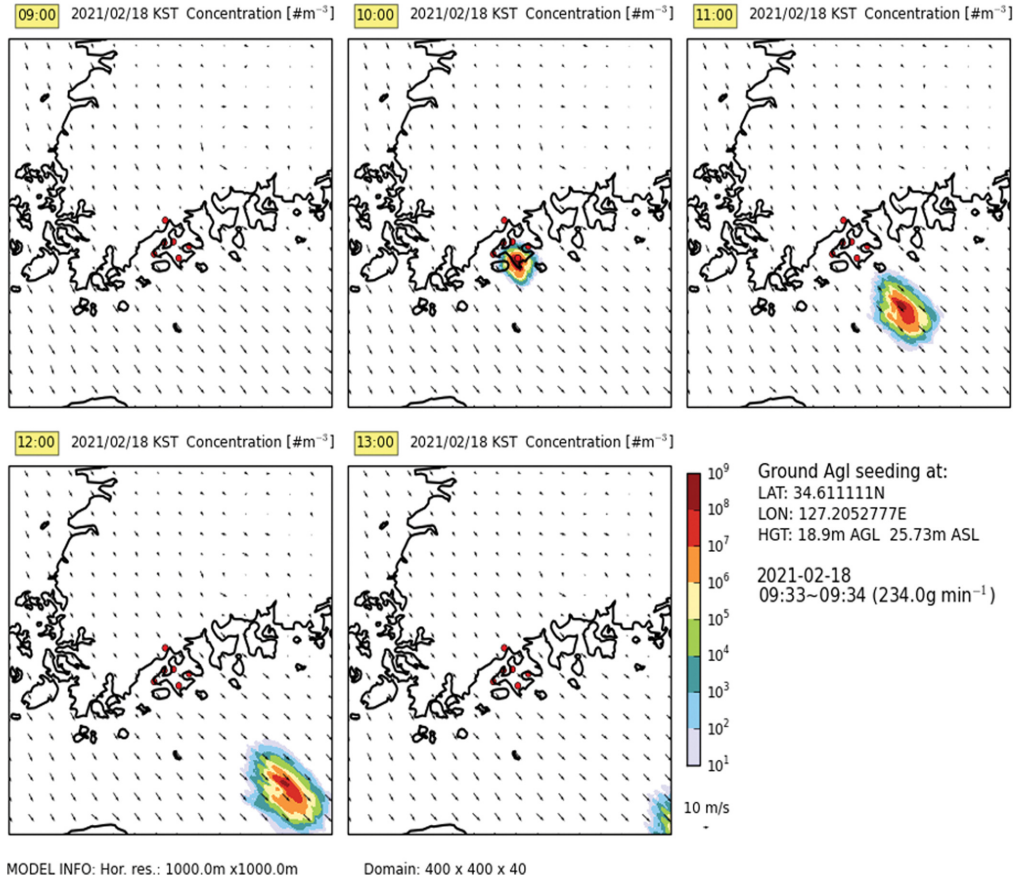 09:00 2021/02/18 KST Concentration [#m⁻³]
10:00 2021/02/18 KST Concentration [#m⁻³]
11:00 2021/02/18 KST Concentration [#m⁻³]
12:00 2021/02/18 KST Concentration [#m⁻³]
13:00 2021/02/18 KST Concentration [#m⁻³]
10⁹
10⁸
10⁷
10⁶
10⁵
10⁴
10³
10²
10¹
10 m/s
Ground AgI seeding at:
LAT: 34.611111N
LON: 127.2052777E
HGT: 18.9m AGL 25.73m ASL
2021-02-18
09:33~09:34 (234.0g min⁻¹)
MODEL INFO: Hor. res.: 1000.0m x1000.0m
Domain: 400 x 400 x 40